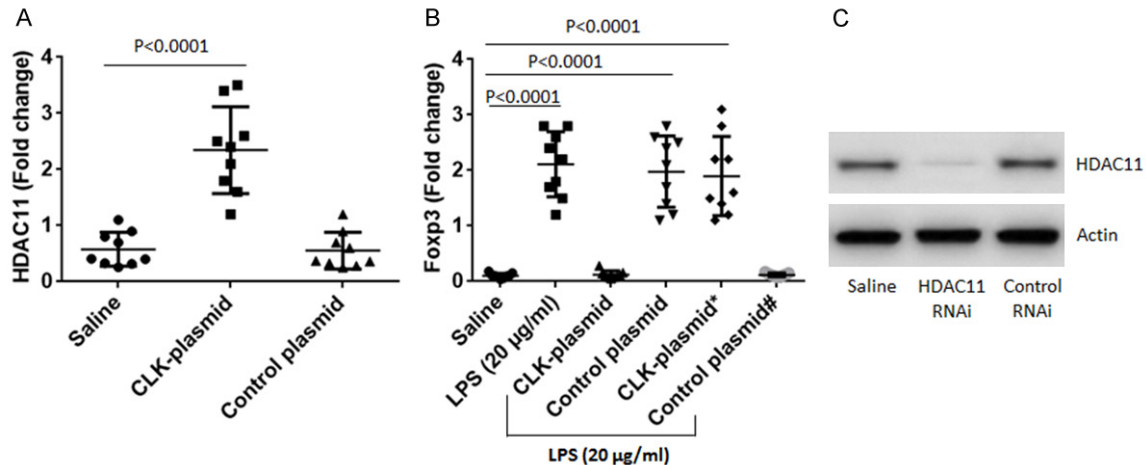 A
P<0.0001
HDAC11 (Fold change)
4
3
2
1
0
Saline
CLK-plasmid
Control plasmid
B
P<0.0001
P<0.0001
P<0.0001
Foxp3 (Fold change)
4
3
2
1
0
Saline
LPS (20 µg/ml)
CLK-plasmid
Control plasmid
CLK-plasmid*
Control plasmid#
LPS (20 µg/ml)
C
HDAC11
Actin
Saline
HDAC11
RNAi
Control
RNAi